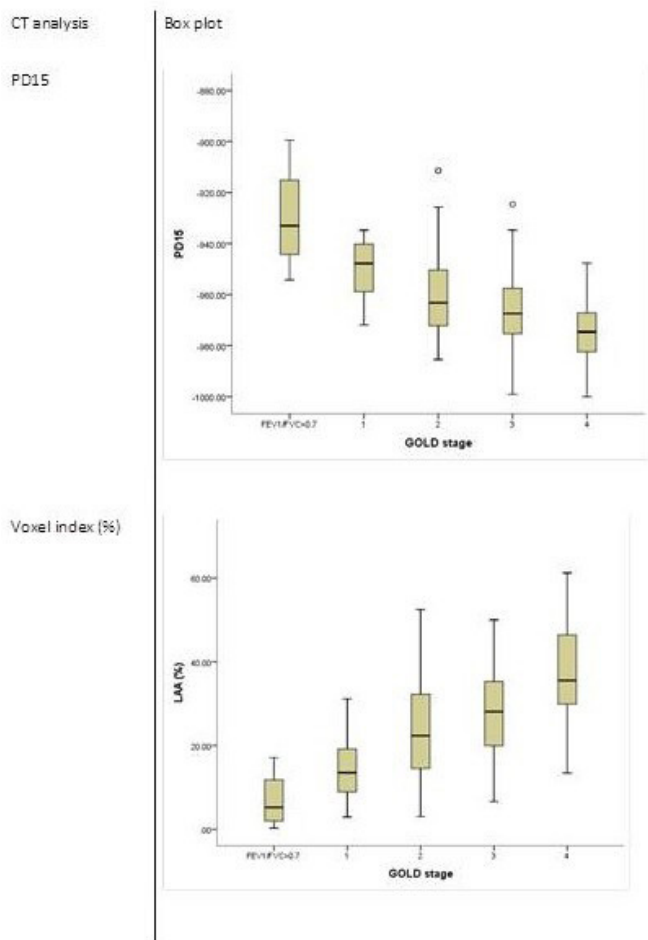 CT analysis
Box plot
PD15
-880.00
-900.00
-920.00
-940.00
-960.00
-980.00
-1000.00
PD15
FEV1/FVC>0.7
1
2
3
4
GOLD stage
Voxel index (%)
60.00
40.00
20.00
.00
LAA (%)
FEV1/FVC>0.7
1
2
3
4
GOLD stage